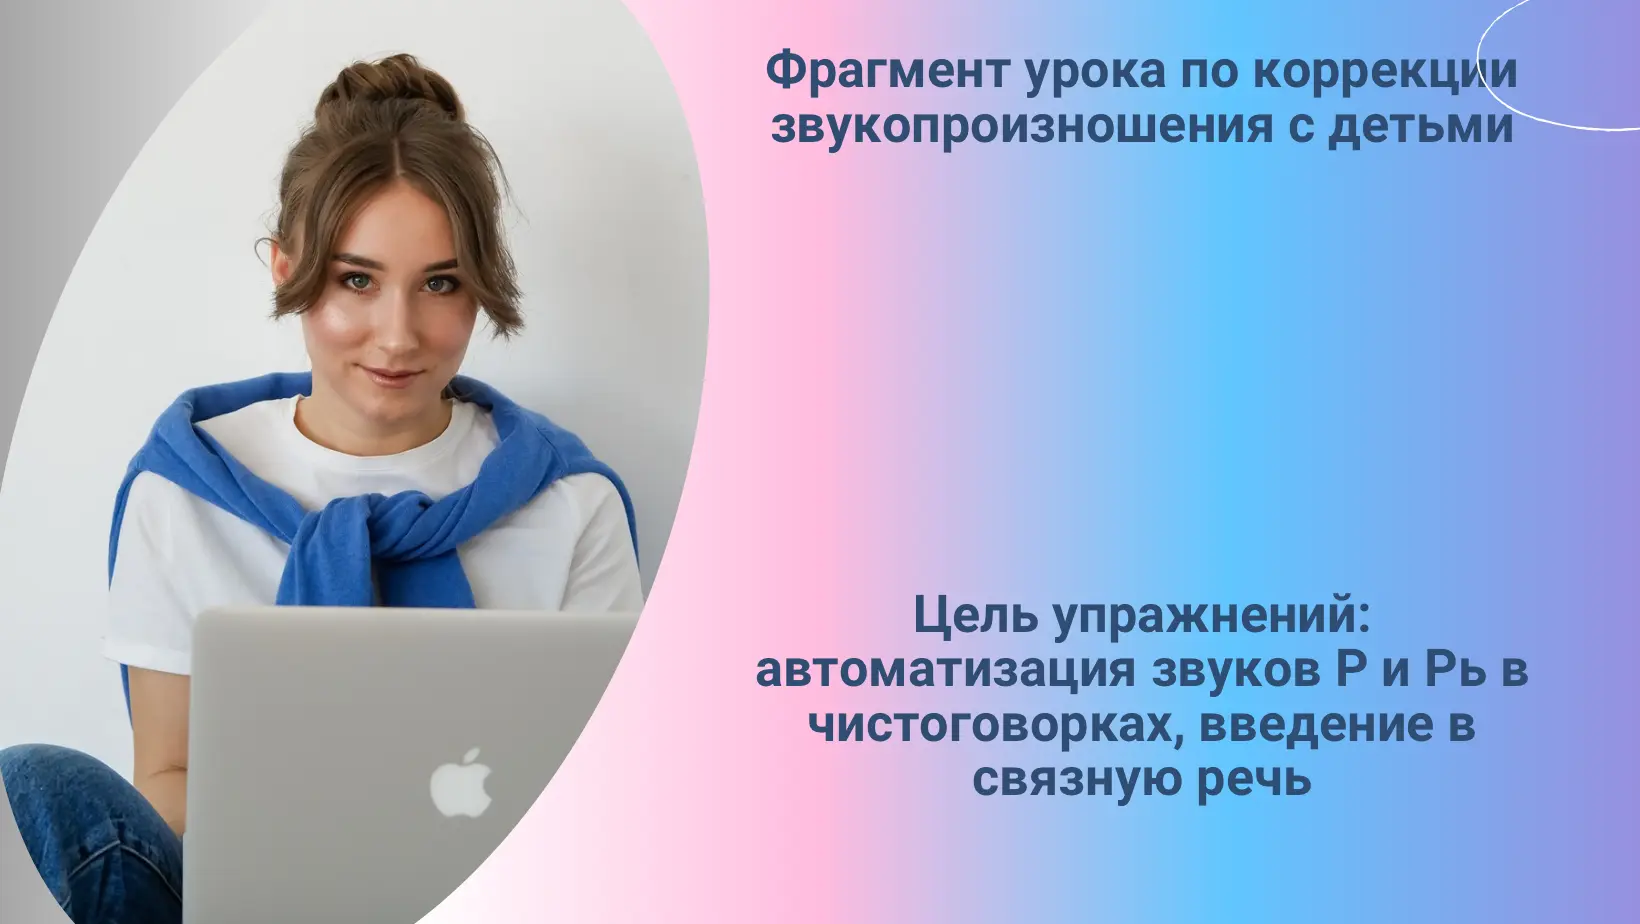 Фрагмент урока по коррекции
звукопроизношения с детьми
Цель упражнений:
автоматизация звуков Р и Рь в
чистоговорках, введение в
связную речь